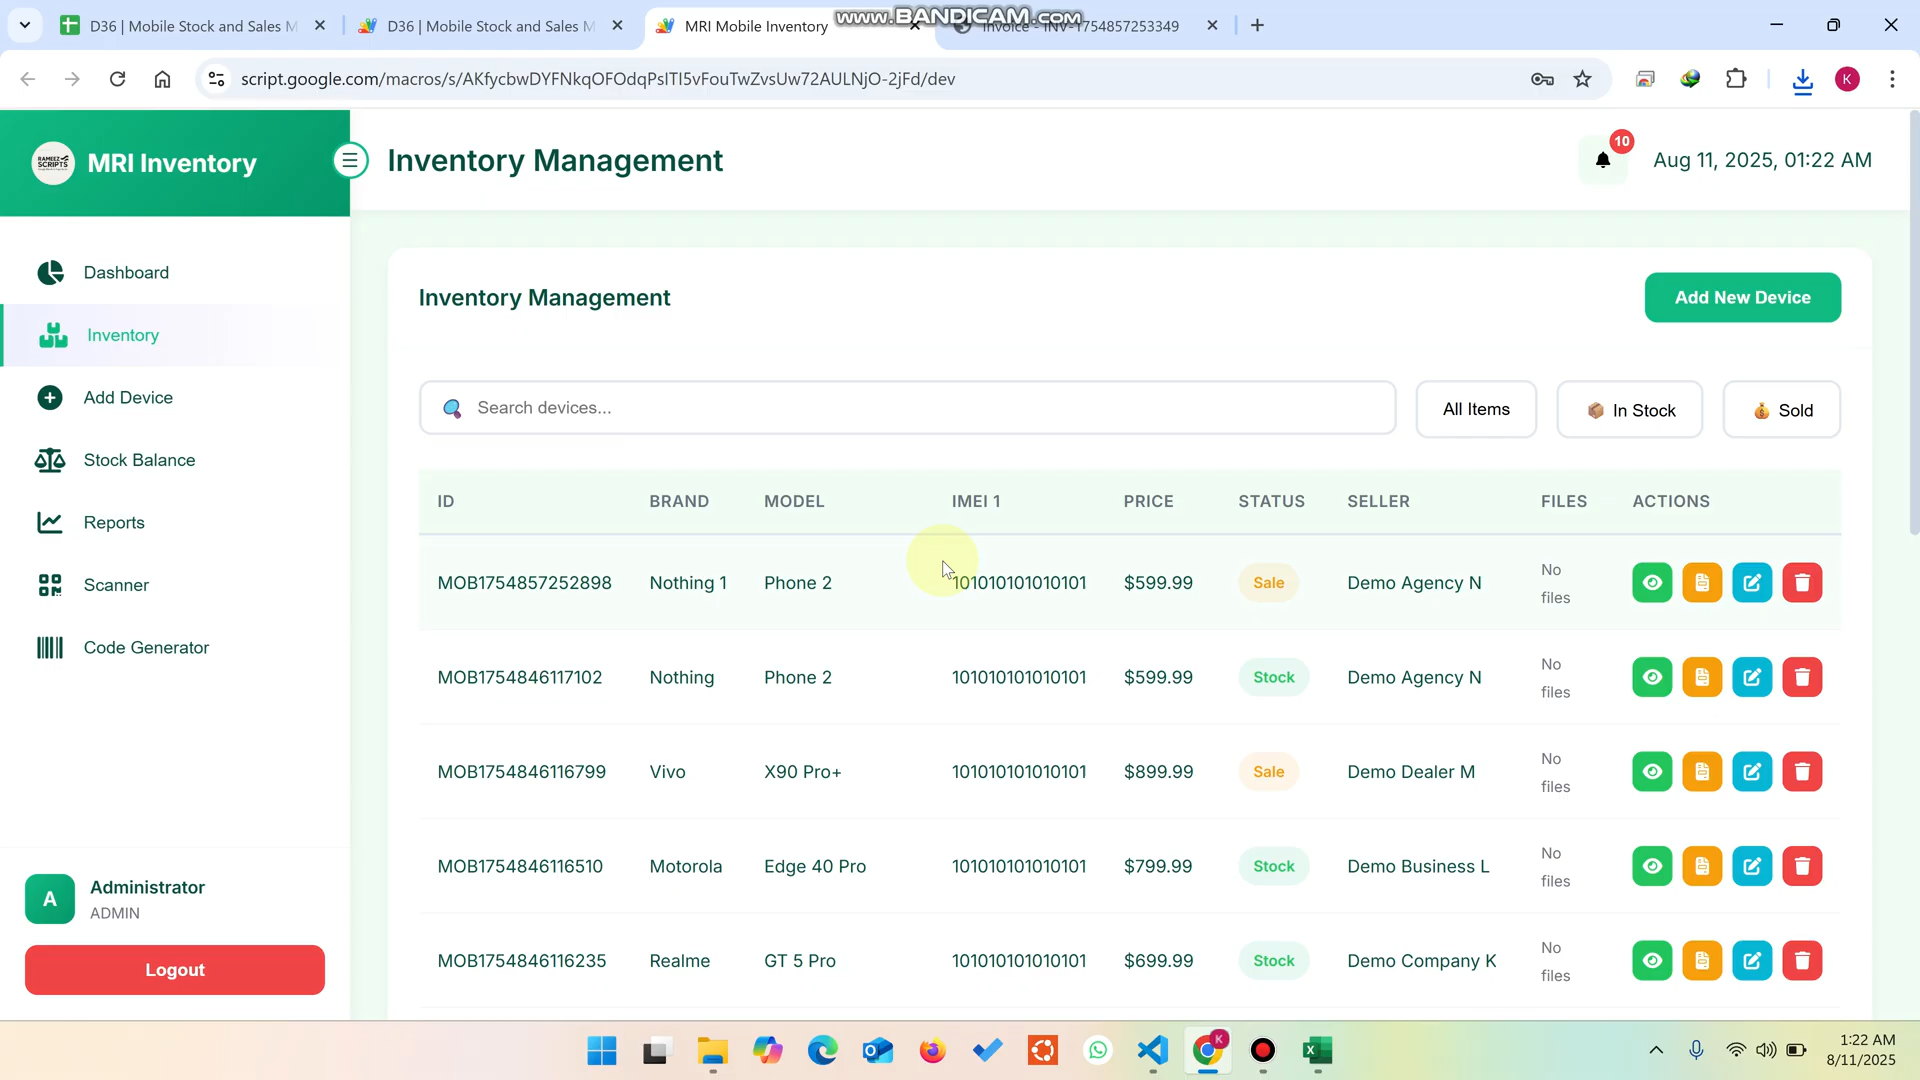 D36 | Mobile Stock and Sales M
D36 | Mobile Stock and Sales M
MRI Mobile Inventory
Invoice - INV-1754857253349
www.BANDICAM.com
script.google.com/macros/s/AKfycbwDYFNkqOFOdqPsITI5vFouTwZvsUw72AULNjO-2jFd/dev
K
RAMEEZ
SCRIPTS
MRI Inventory
Inventory Management
10
Aug 11, 2025, 01:22 AM
Dashboard
Inventory
Add Device
Stock Balance
Reports
Scanner
Code Generator
A
Administrator
ADMIN
Logout
Inventory Management
Add New Device
Search devices...
All Items
In Stock
Sold
ID BRAND MODEL IMEI 1 PRICE STATUS SELLER FILES ACTIONS
MOB1754857252898 Nothing 1 Phone 2 101010101010101 $599.99 Sale Demo Agency N No files
MOB1754846117102 Nothing Phone 2 101010101010101 $599.99 Stock Demo Agency N No files
MOB1754846116799 Vivo X90 Pro+ 101010101010101 $899.99 Sale Demo Dealer M No files
MOB1754846116510 Motorola Edge 40 Pro 101010101010101 $799.99 Stock Demo Business L No files
MOB1754846116235 Realme GT 5 Pro 101010101010101 $699.99 Stock Demo Company K No files
K
1:22 AM
8/11/2025